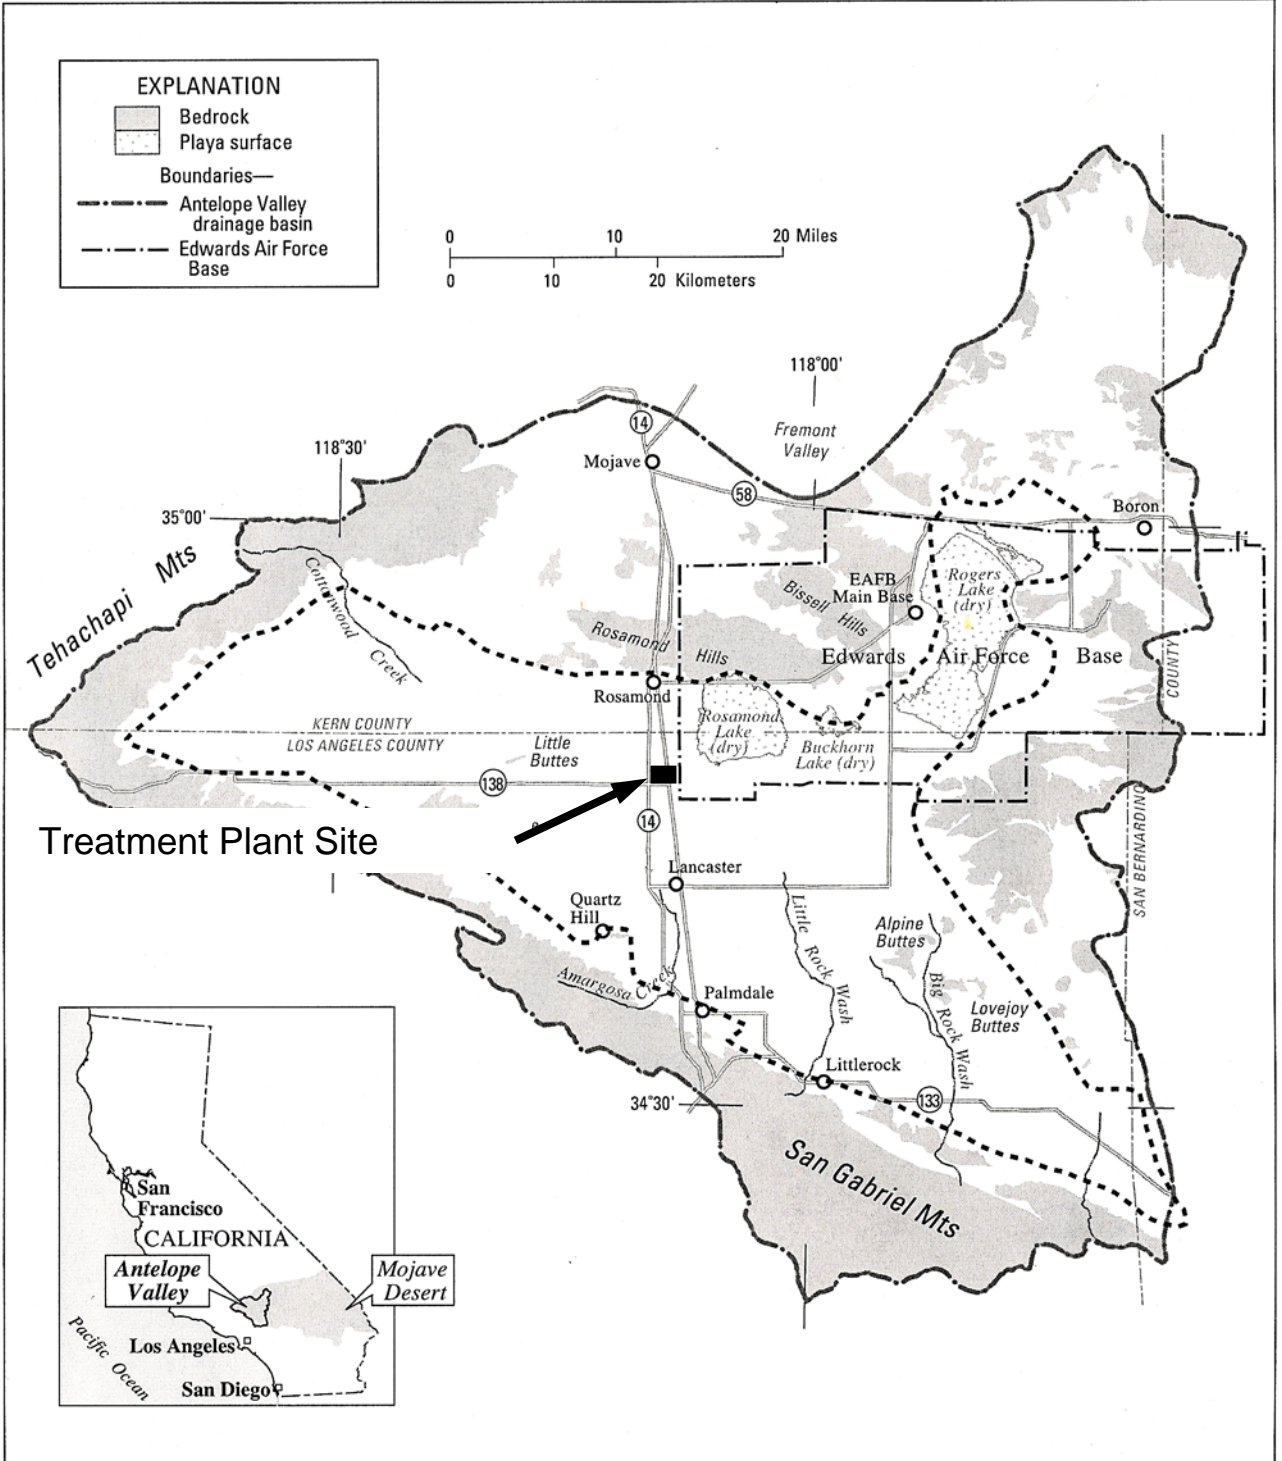 EXPLANATION
Bedrock
Playa surface
Boundaries—
Antelope Valley
drainage basin
Edwards Air Force
Base
0 10 20 Miles
0 10 20 Kilometers
118°00'
Fremont
Valley
14
Mojave
118°30'
58
35°00'
Boron
Tehachapi Mts
Cottonwood Creek
EAFB
Main Base
Rogers
Lake
(dry)
Bissell Hills
Rosamond Hills
Edwards Air Force Base
COUNTY
Rosamond
KERN COUNTY
LOS ANGELES COUNTY
Rosamond
Lake
(dry)
Buckhorn
Lake (dry)
Little
Buttes
138
SAN BERNARDINO
Treatment Plant Site
14
Lancaster
Quartz
Hill
Little Rock Wash
Alpine
Buttes
Amargosa Creek
Big Rock Wash
Palmdale
Lovejoy
Buttes
Littlerock
34°30'
133
San Gabriel Mts
San
Francisco
CALIFORNIA
Antelope
Valley
Mojave
Desert
Pacific Ocean
Los Angeles
San Diego